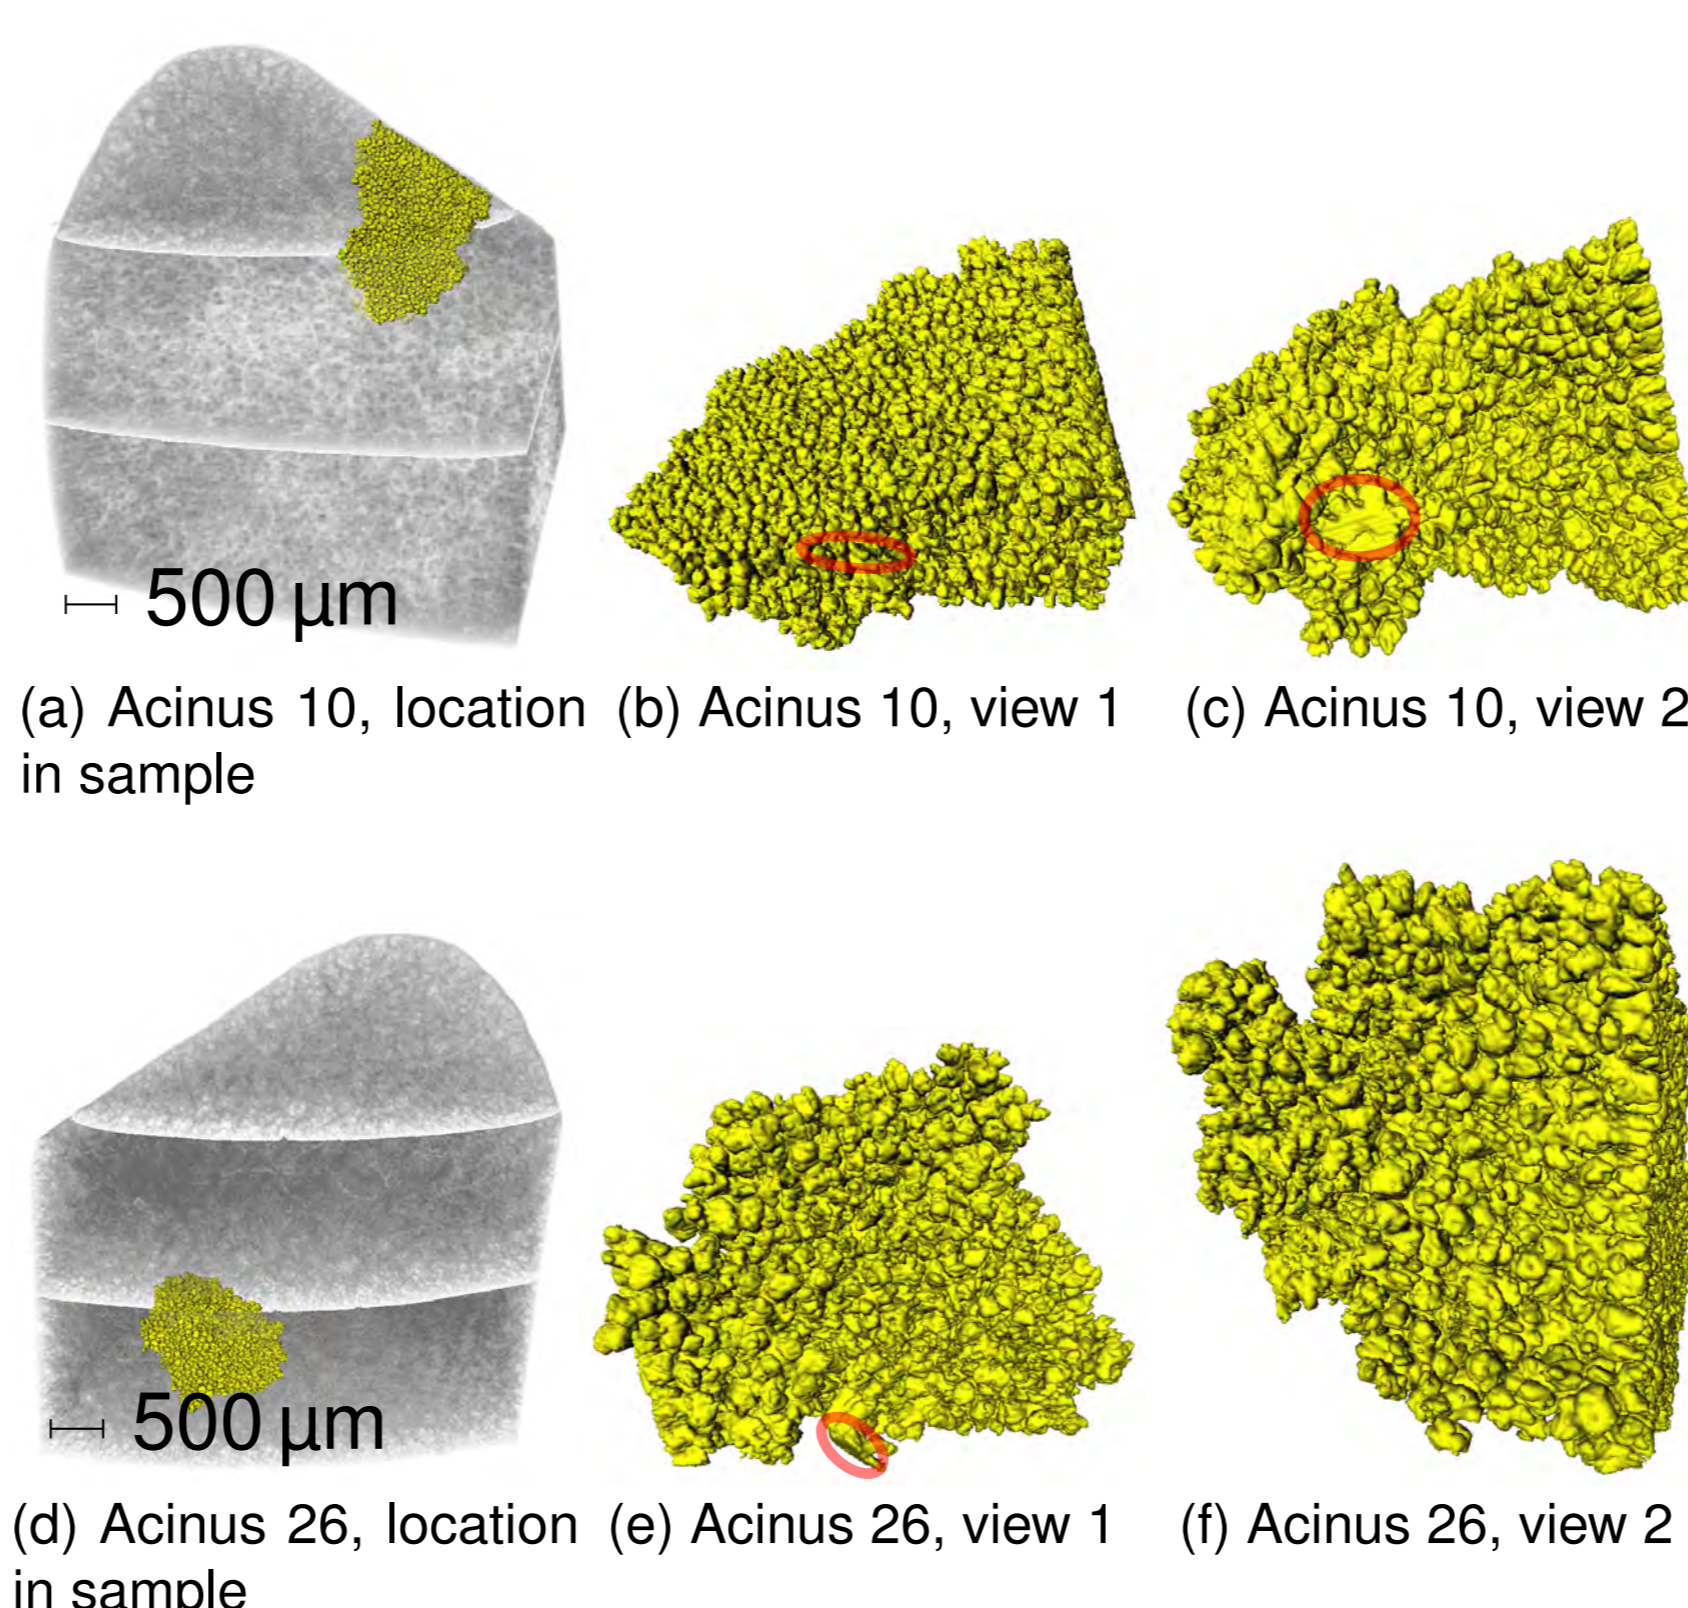 500 µm
(a) Acinus 10, location
in sample
(b) Acinus 10, view 1
(c) Acinus 10, view 2
500 µm
(d) Acinus 26, location
in sample
(e) Acinus 26, view 1
(f) Acinus 26, view 2